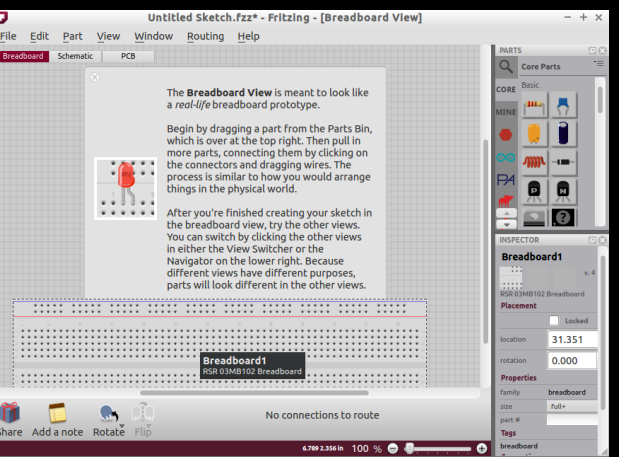 Untitled Sketch.fzz* - Fritzing - [Breadboard View]
File Edit Part View Window Routing Help
Breadboard Schematic PCB
The Breadboard View is meant to look like
a real-life breadboard prototype.
Begin by dragging a part from the Parts Bin,
which is over at the top right. Then pull in
more parts, connecting them by clicking on
the connectors and dragging wires. The
process is similar to how you would arrange
things in the physical world.
After you're finished creating your sketch in
the breadboard view, try the other views.
You can switch by clicking the other views
in either the View Switcher or the
Navigator on the lower right. Because
different views have different purposes,
parts will look different in the other views.
Breadboard1
RSR 03MB102 Breadboard
Share Add a note Rotate Flip
No connections to route
6.789 2.356 in 100 %
PARTS
Core Parts
CORE
Basic
MINE
PA
P
N
?
INSPECTOR
Breadboard1
v. 4
RSR 03MB102 Breadboard
Placement
Locked
location 31.351
rotation 0.000
Properties
family breadboard
size full+
part #
Tags
breadboard